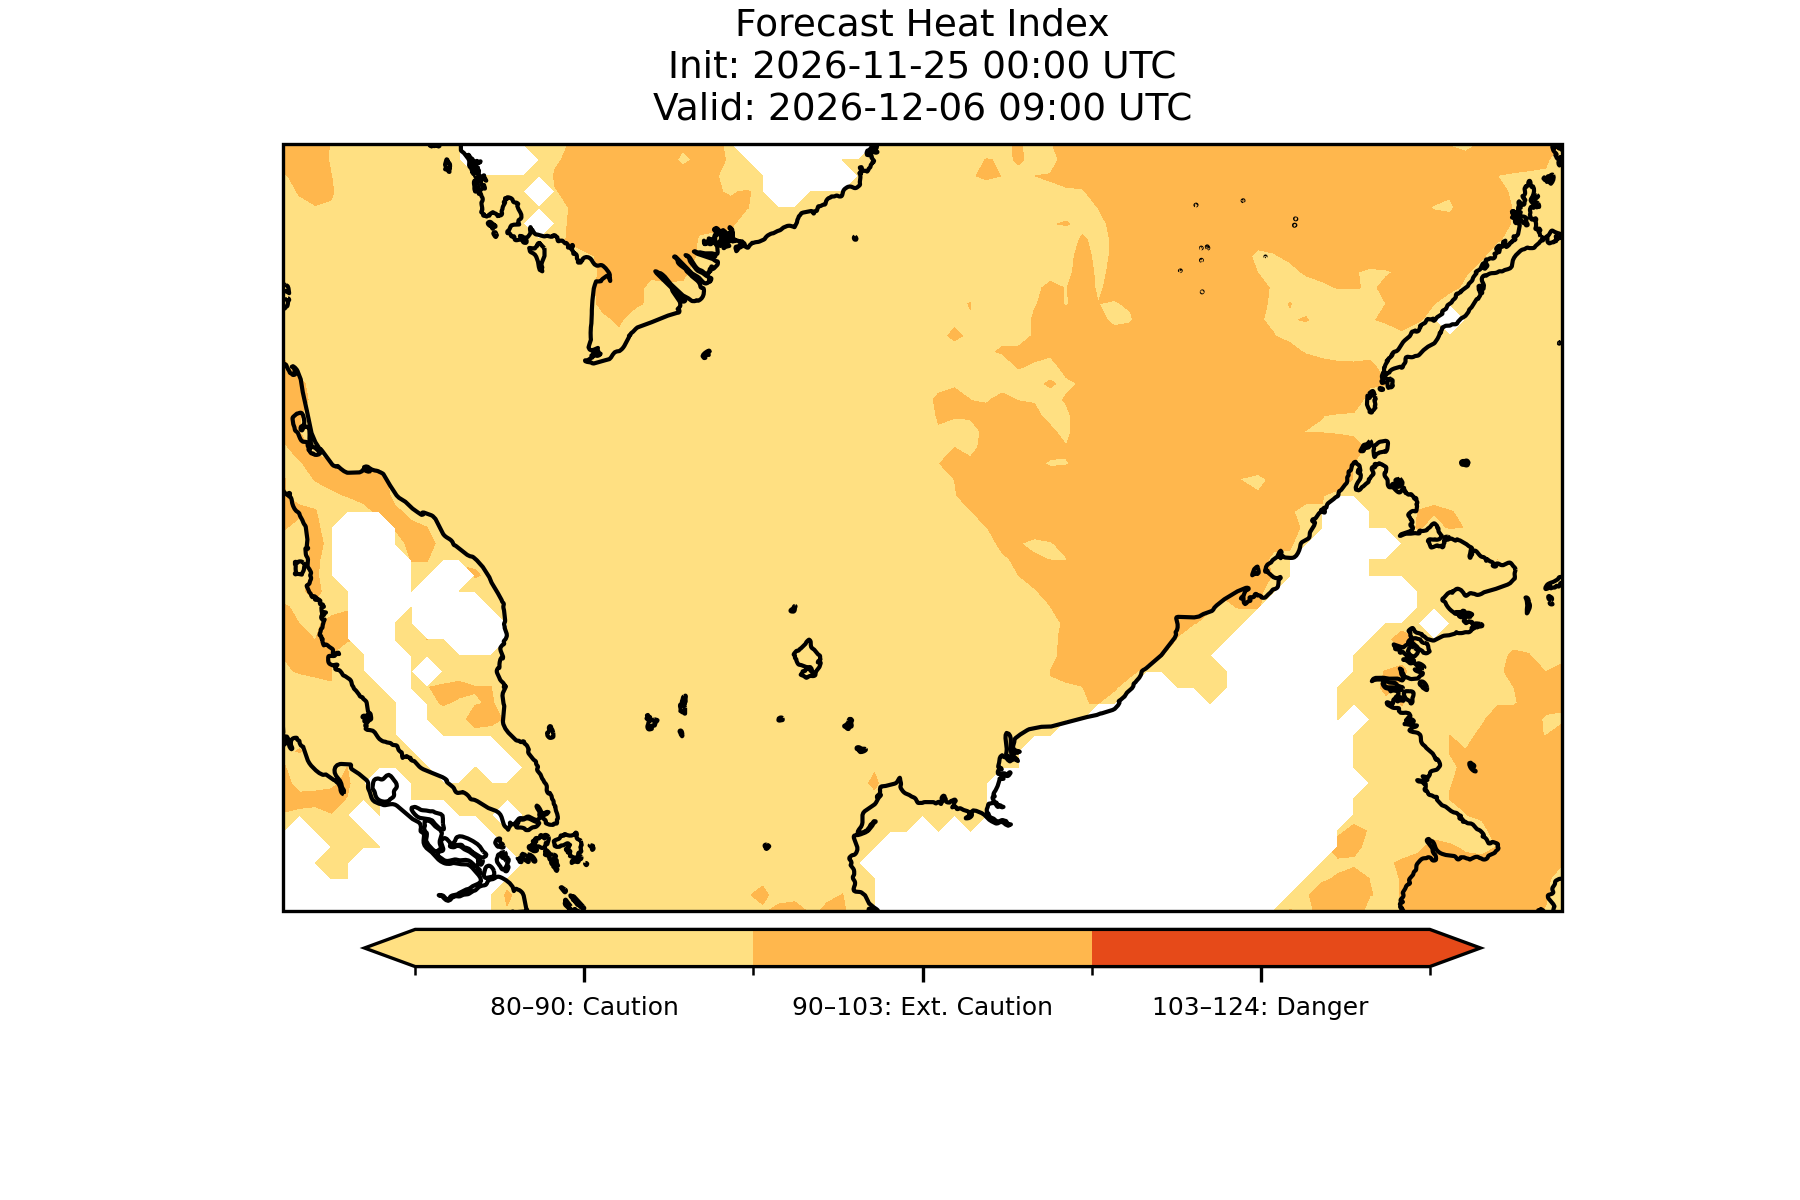 Forecast Heat Index
Init: 2026-11-25 00:00 UTC
Valid: 2026-12-06 09:00 UTC
80–90: Caution
90–103: Ext. Caution
103–124: Danger